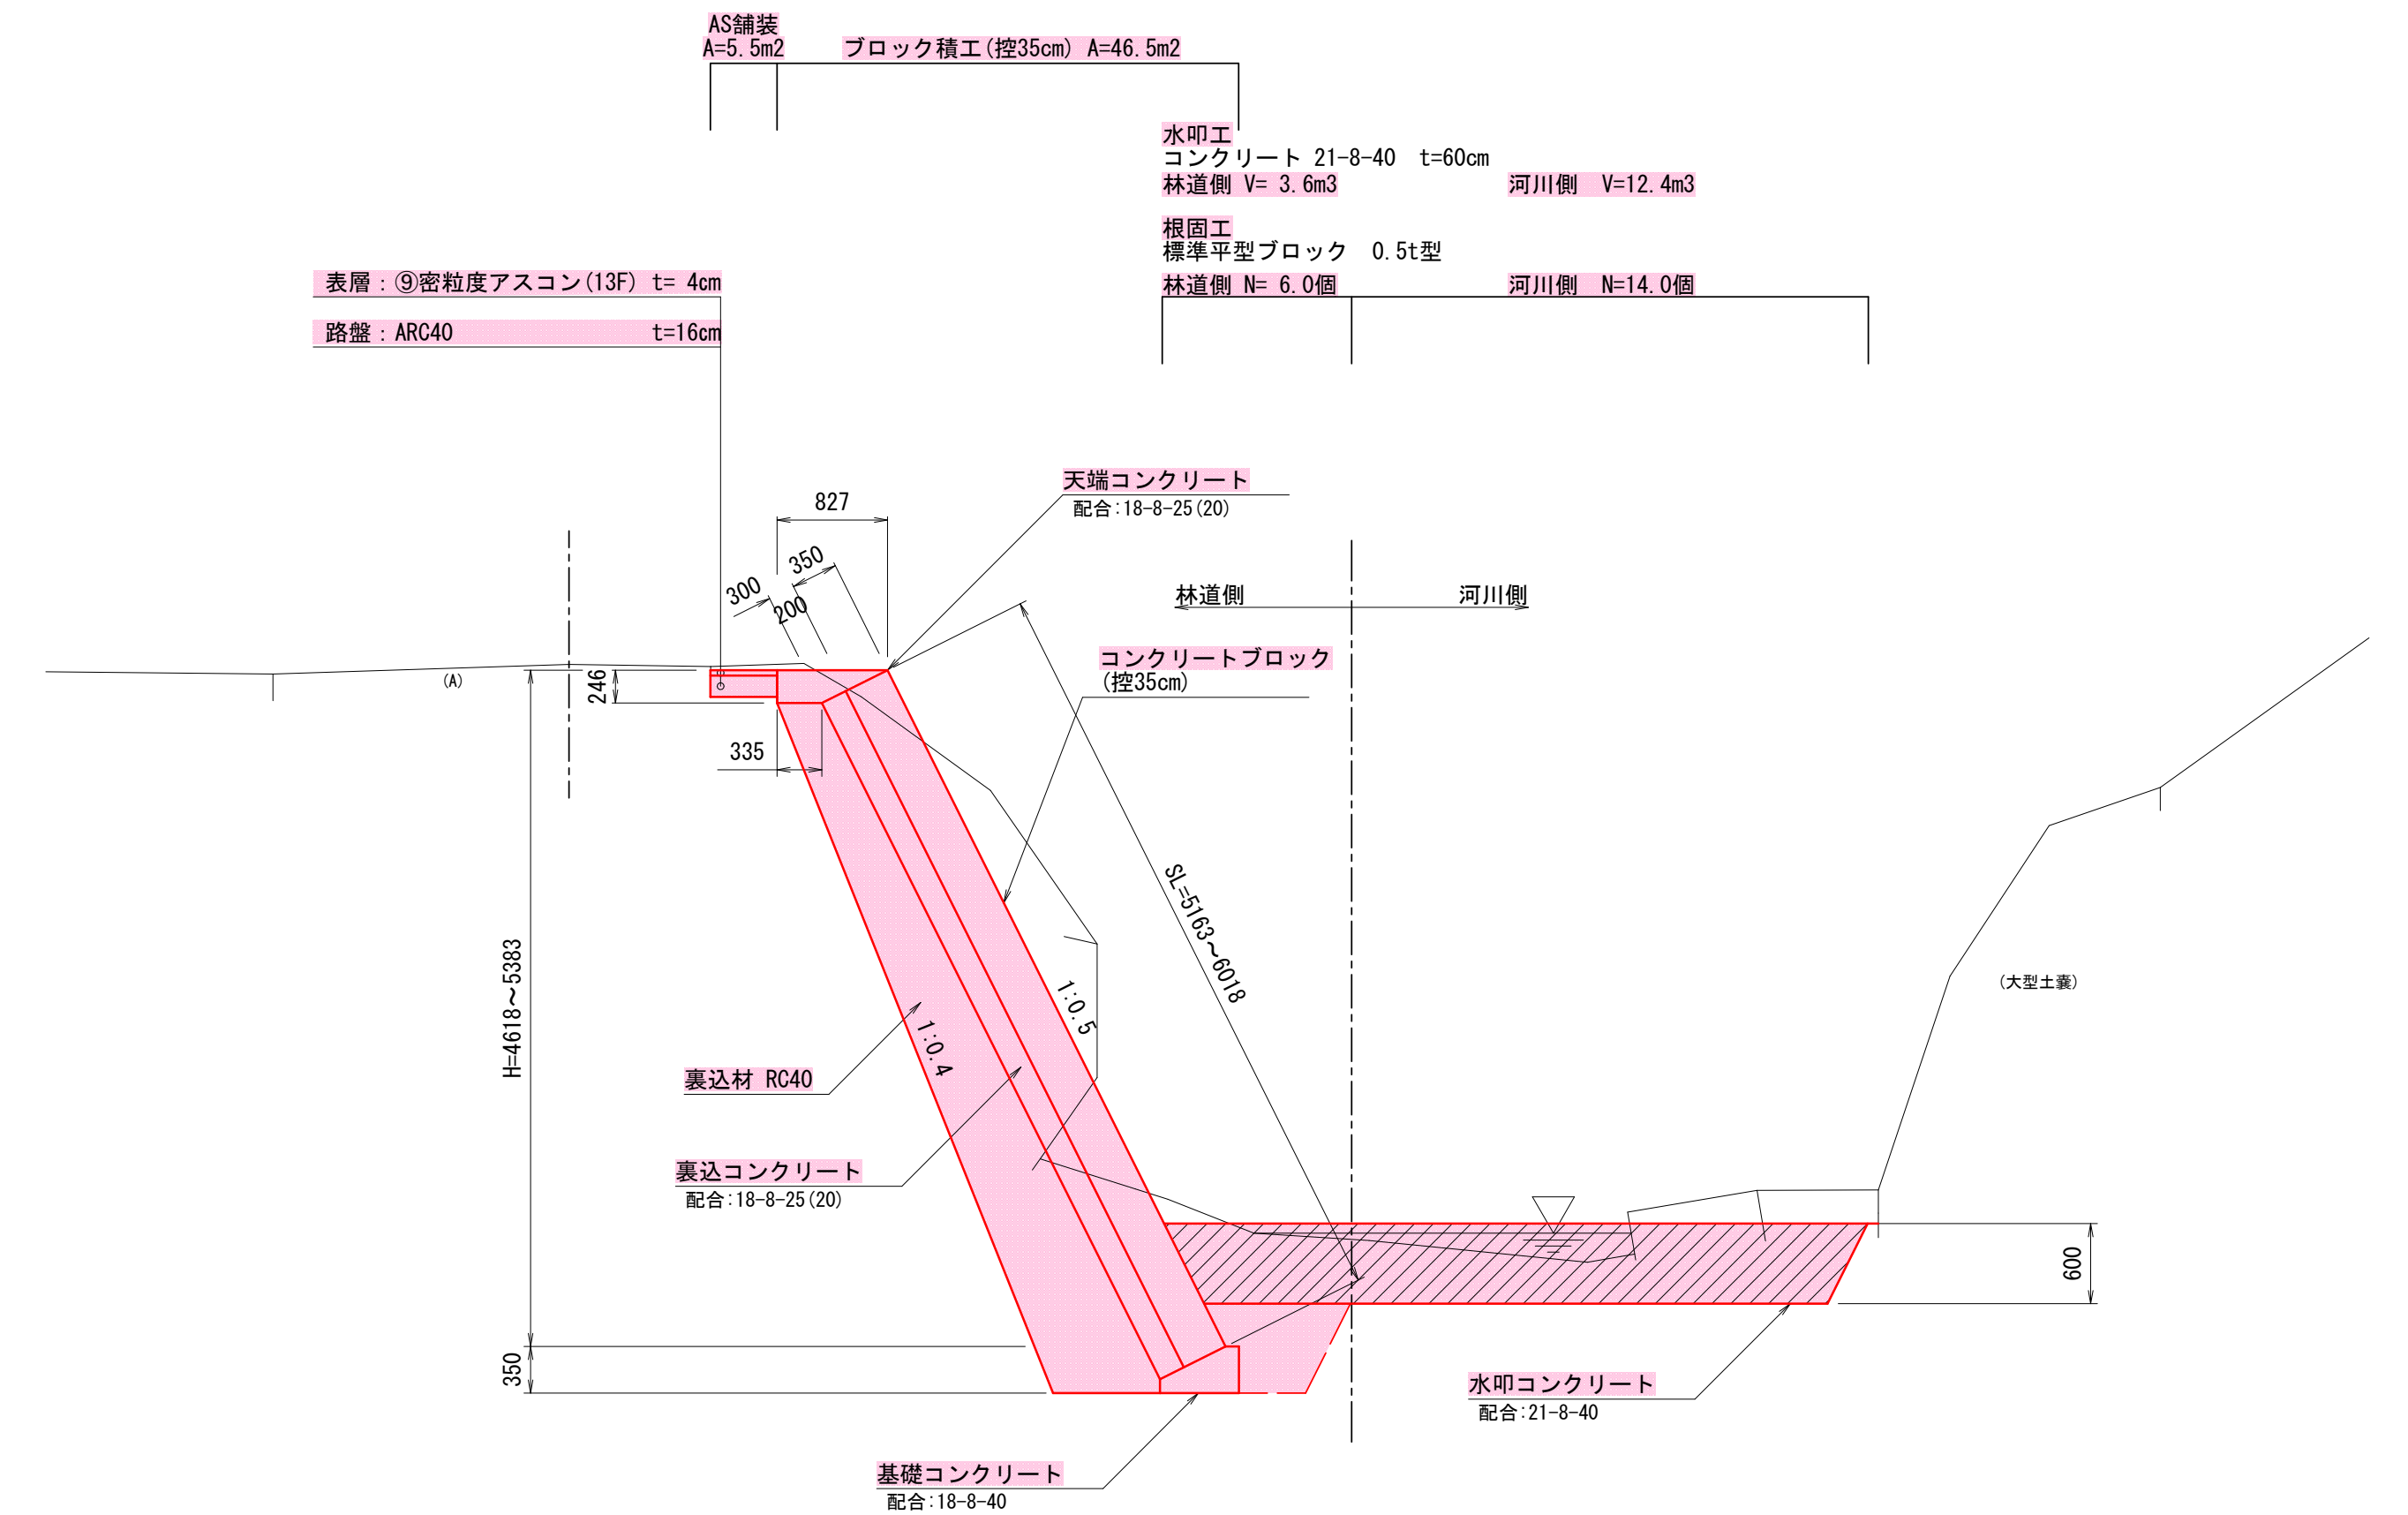 AS舗装
A=5.5m2
ブロック積工(控35cm) A=46.5m2
水叩工
コンクリート 21-8-40 t=60cm
林道側 V= 3.6m3
河川側 V=12.4m3
根固工
標準平型ブロック 0.5t型
林道側 N= 6.0個
河川側 N=14.0個
表層:⑨密粒度アスコン(13F) t= 4cm
路盤:ARC40 t=16cm
天端コンクリート
配合:18-8-25(20)
827
350
300
200
林道側
河川側
コンクリートブロック
(控35cm)
(A)
246
335
SL=5163~6018
H=4618~5383
1:0.5
1:0.4
(大型土嚢)
裏込材 RC40
裏込コンクリート
配合:18-8-25(20)
600
350
水叩コンクリート
配合:21-8-40
基礎コンクリート
配合:18-8-40